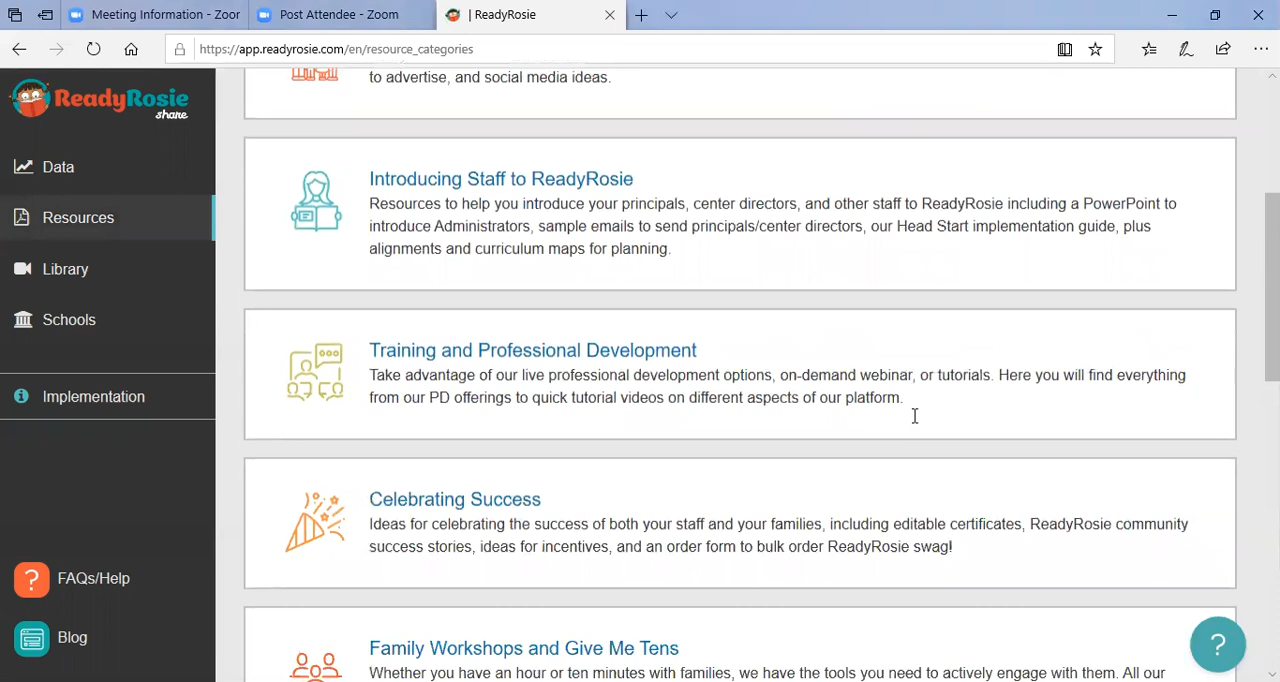 Meeting Information - Zoor
Post Attendee - Zoom
| ReadyRosie
https://app.readyrosie.com/en/resource_categories
ReadyRosie
share
Data
Resources
Library
Schools
Implementation
FAQs/Help
Blog
to advertise, and social media ideas.
Introducing Staff to ReadyRosie
Resources to help you introduce your principals, center directors, and other staff to ReadyRosie including a PowerPoint to
introduce Administrators, sample emails to send principals/center directors, our Head Start implementation guide, plus
alignments and curriculum maps for planning.
Training and Professional Development
Take advantage of our live professional development options, on-demand webinar, or tutorials. Here you will find everything
from our PD offerings to quick tutorial videos on different aspects of our platform.
Celebrating Success
Ideas for celebrating the success of both your staff and your families, including editable certificates, ReadyRosie community
success stories, ideas for incentives, and an order form to bulk order ReadyRosie swag!
Family Workshops and Give Me Tens
Whether you have an hour or ten minutes with families, we have the tools you need to actively engage with them. All our